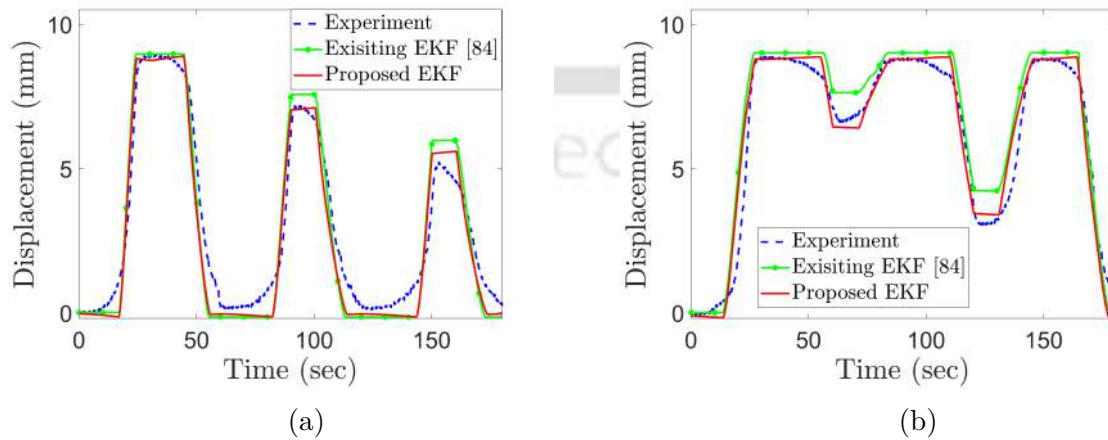 10
5
0
Displacement (mm)
0
50
100
150
Time (sec)
Experiment
Exisiting EKF [84]
Proposed EKF
(a)
10
5
0
Displacement (mm)
0
50
100
150
Time (sec)
Experiment
Exisiting EKF [84]
Proposed EKF
(b)